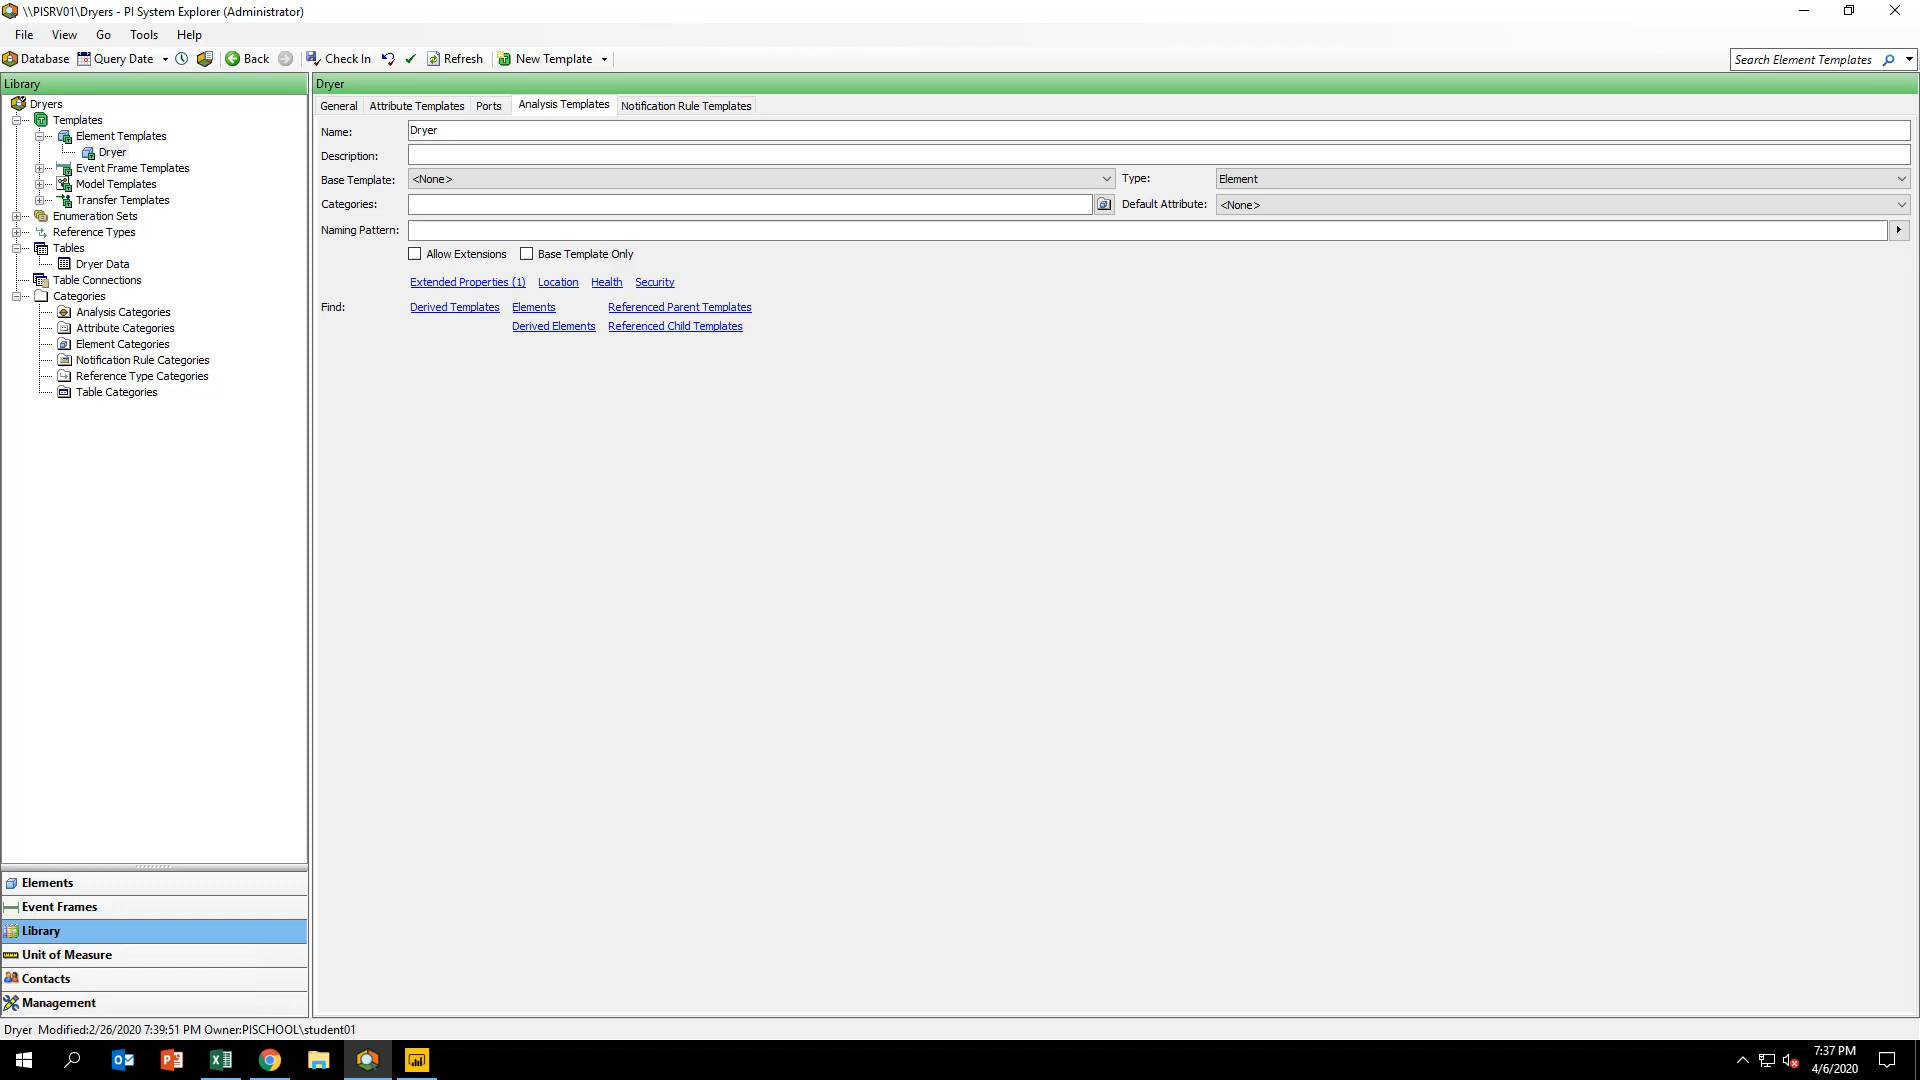 \\PISRV01\Dryers - PI System Explorer (Administrator)
File View Go Tools Help
Database Query Date Back Check In Refresh New Template Search Element Templates
Library
Dryers
Templates
Element Templates
Dryer
Event Frame Templates
Model Templates
Transfer Templates
Enumeration Sets
Reference Types
Tables
Dryer Data
Table Connections
Categories
Analysis Categories
Attribute Categories
Element Categories
Notification Rule Categories
Reference Type Categories
Table Categories
Elements
Event Frames
Library
Unit of Measure
Contacts
Management
Dryer
General Attribute Templates Ports Analysis Templates Notification Rule Templates
Name: Dryer
Description:
Base Template: <None> Type: Element
Categories: Default Attribute: <None>
Naming Pattern:
Allow Extensions Base Template Only
Extended Properties (1) Location Health Security
Find: Derived Templates Elements Referenced Parent Templates
Derived Elements Referenced Child Templates
Dryer Modified:2/26/2020 7:39:51 PM Owner:PISCHOOL\student01
7:37 PM
4/6/2020